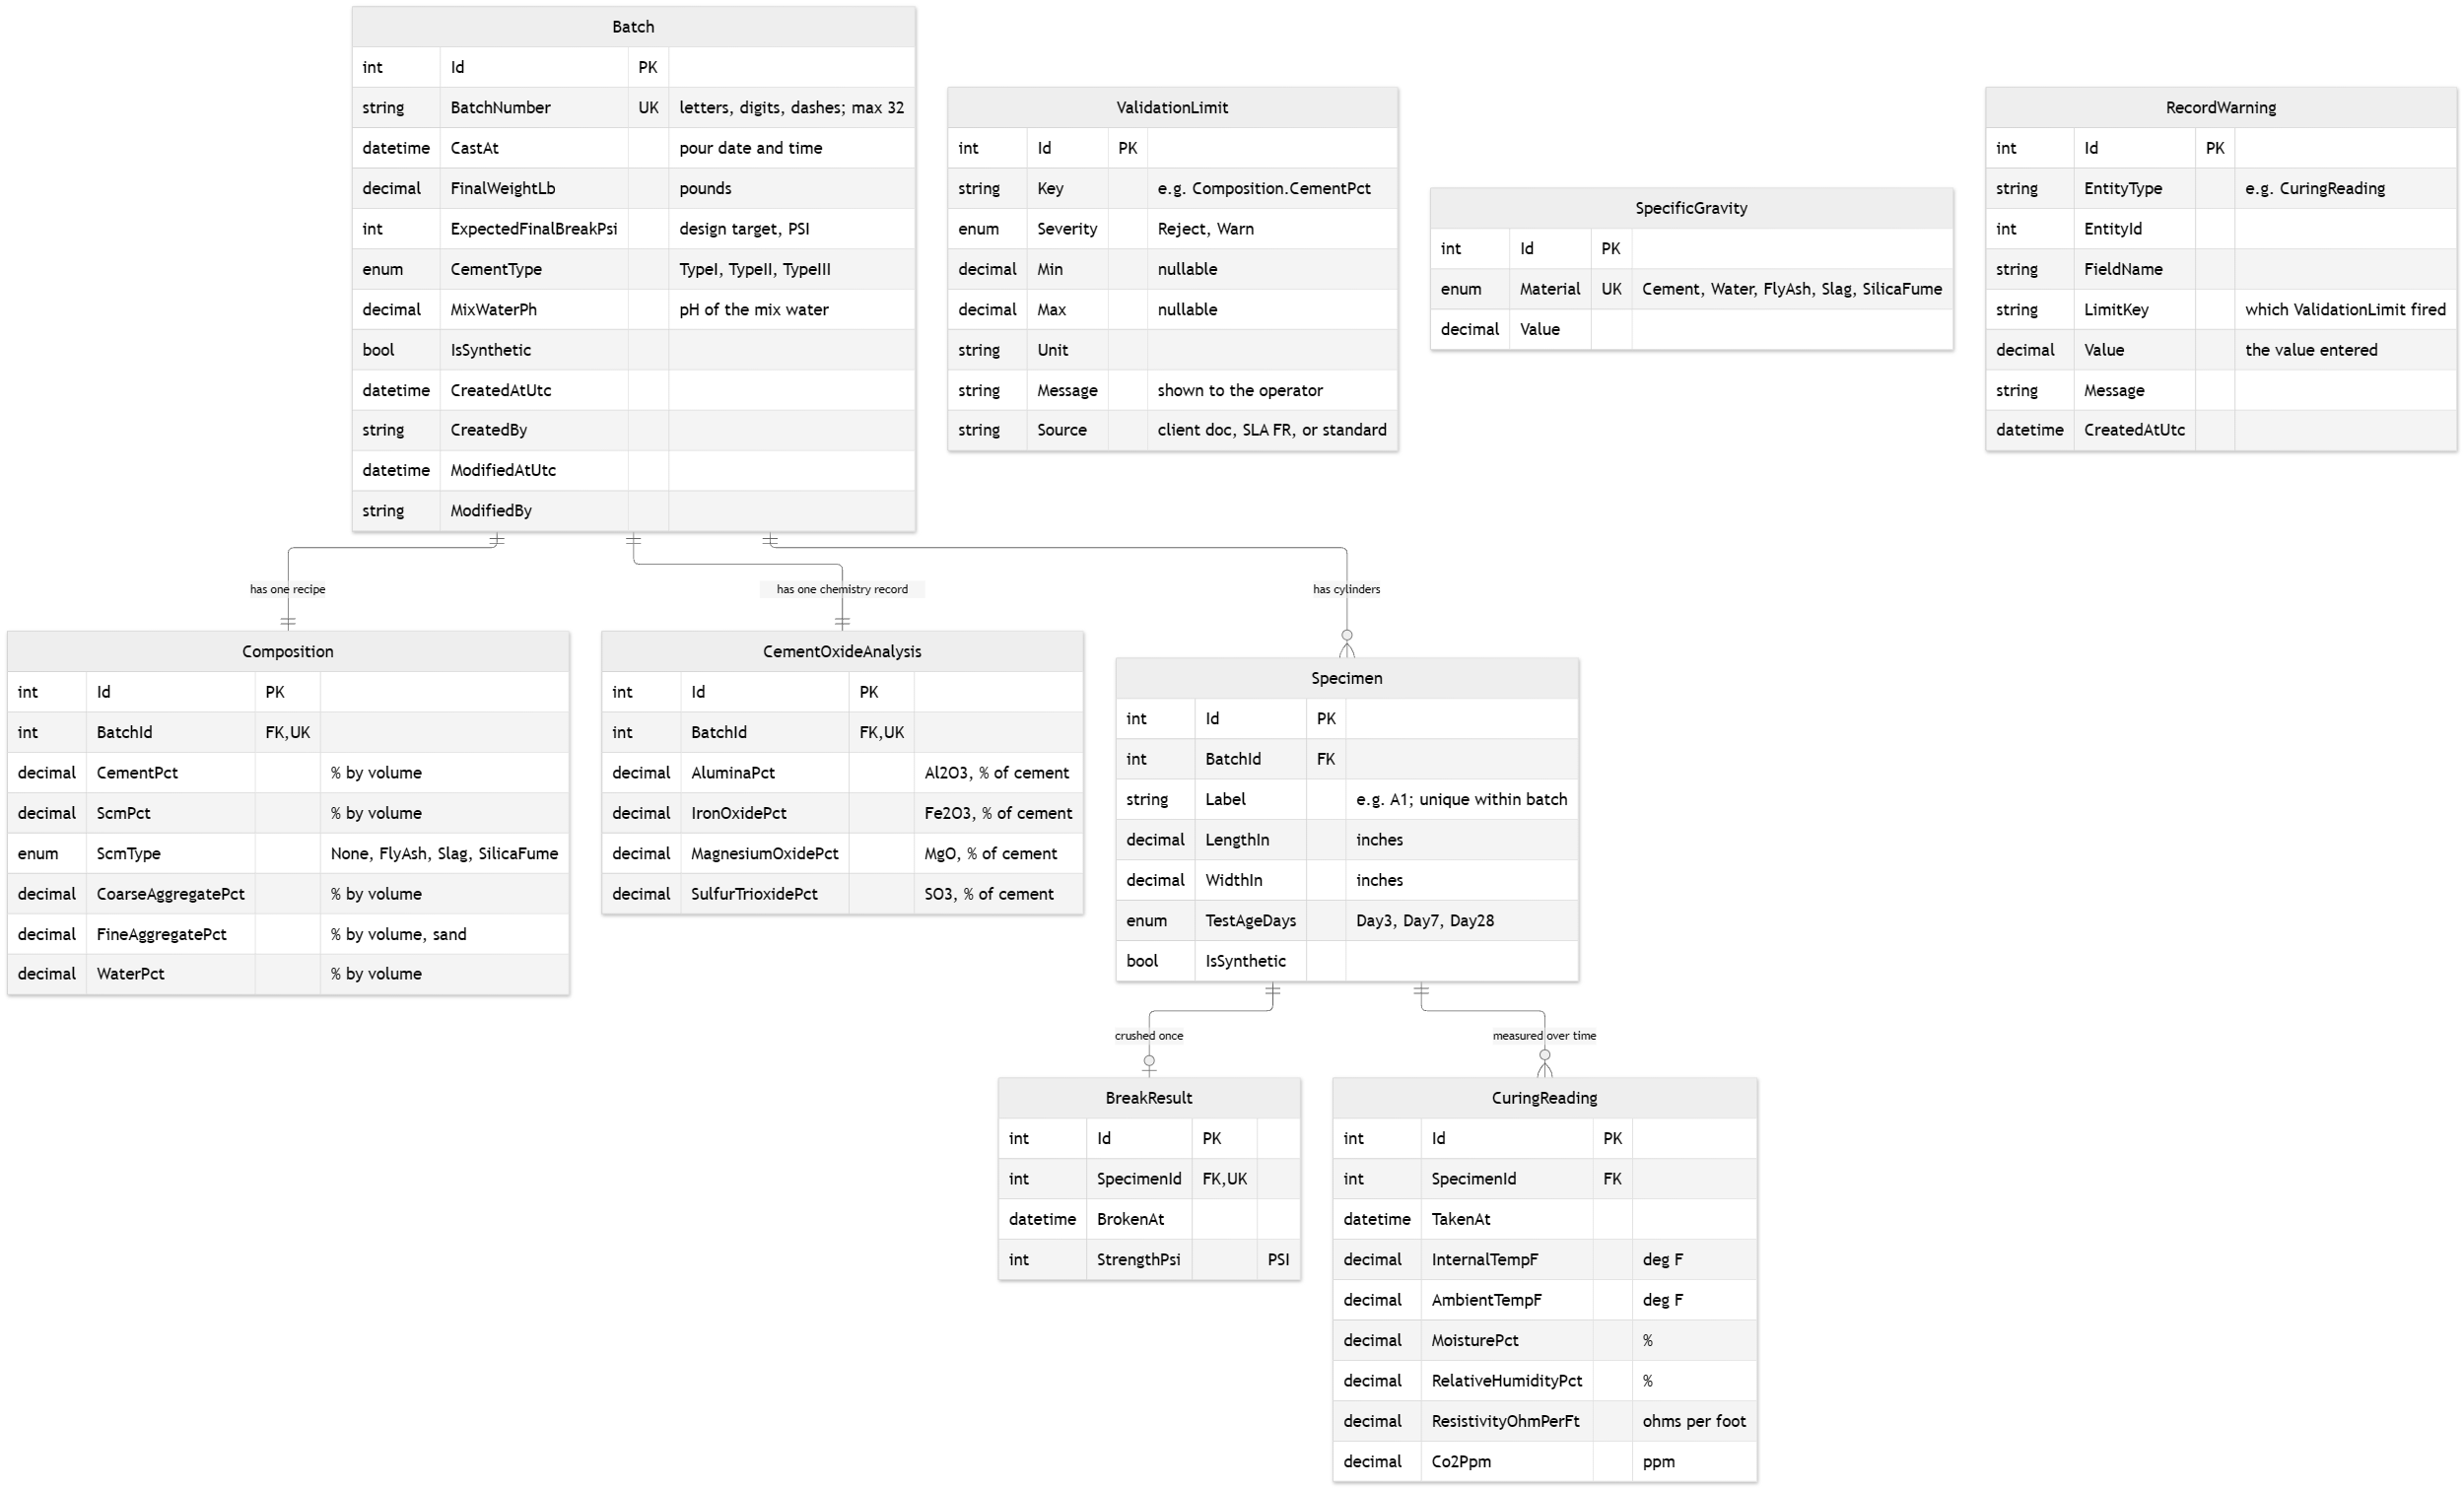 Batch
int Id PK
string BatchNumber UK letters, digits, dashes; max 32
datetime CastAt pour date and time
decimal FinalWeightLb pounds
int ExpectedFinalBreakPsi design target, PSI
enum CementType TypeI, TypeII, TypeIII
decimal MixWaterPh pH of the mix water
bool IsSynthetic
datetime CreatedAtUtc
string CreatedBy
datetime ModifiedAtUtc
string ModifiedBy
ValidationLimit
int Id PK
string Key e.g. Composition.CementPct
enum Severity Reject, Warn
decimal Min nullable
decimal Max nullable
string Unit
string Message shown to the operator
string Source client doc, SLA FR, or standard
SpecificGravity
int Id PK
enum Material UK Cement, Water, FlyAsh, Slag, SilicaFume
decimal Value
RecordWarning
int Id PK
string EntityType e.g. CuringReading
int EntityId
string FieldName
string LimitKey which ValidationLimit fired
decimal Value the value entered
string Message
datetime CreatedAtUtc
has one recipe
has one chemistry record
has cylinders
Composition
int Id PK
int BatchId FK,UK
decimal CementPct % by volume
decimal ScmPct % by volume
enum ScmType None, FlyAsh, Slag, SilicaFume
decimal CoarseAggregatePct % by volume
decimal FineAggregatePct % by volume, sand
decimal WaterPct % by volume
CementOxideAnalysis
int Id PK
int BatchId FK,UK
decimal AluminaPct Al2O3, % of cement
decimal IronOxidePct Fe2O3, % of cement
decimal MagnesiumOxidePct MgO, % of cement
decimal SulfurTrioxidePct SO3, % of cement
Specimen
int Id PK
int BatchId FK
string Label e.g. A1; unique within batch
decimal LengthIn inches
decimal WidthIn inches
enum TestAgeDays Day3, Day7, Day28
bool IsSynthetic
crushed once
measured over time
BreakResult
int Id PK
int SpecimenId FK,UK
datetime BrokenAt
int StrengthPsi PSI
CuringReading
int Id PK
int SpecimenId FK
datetime TakenAt
decimal InternalTempF deg F
decimal AmbientTempF deg F
decimal MoisturePct %
decimal RelativeHumidityPct %
decimal ResistivityOhmPerFt ohms per foot
decimal Co2Ppm ppm